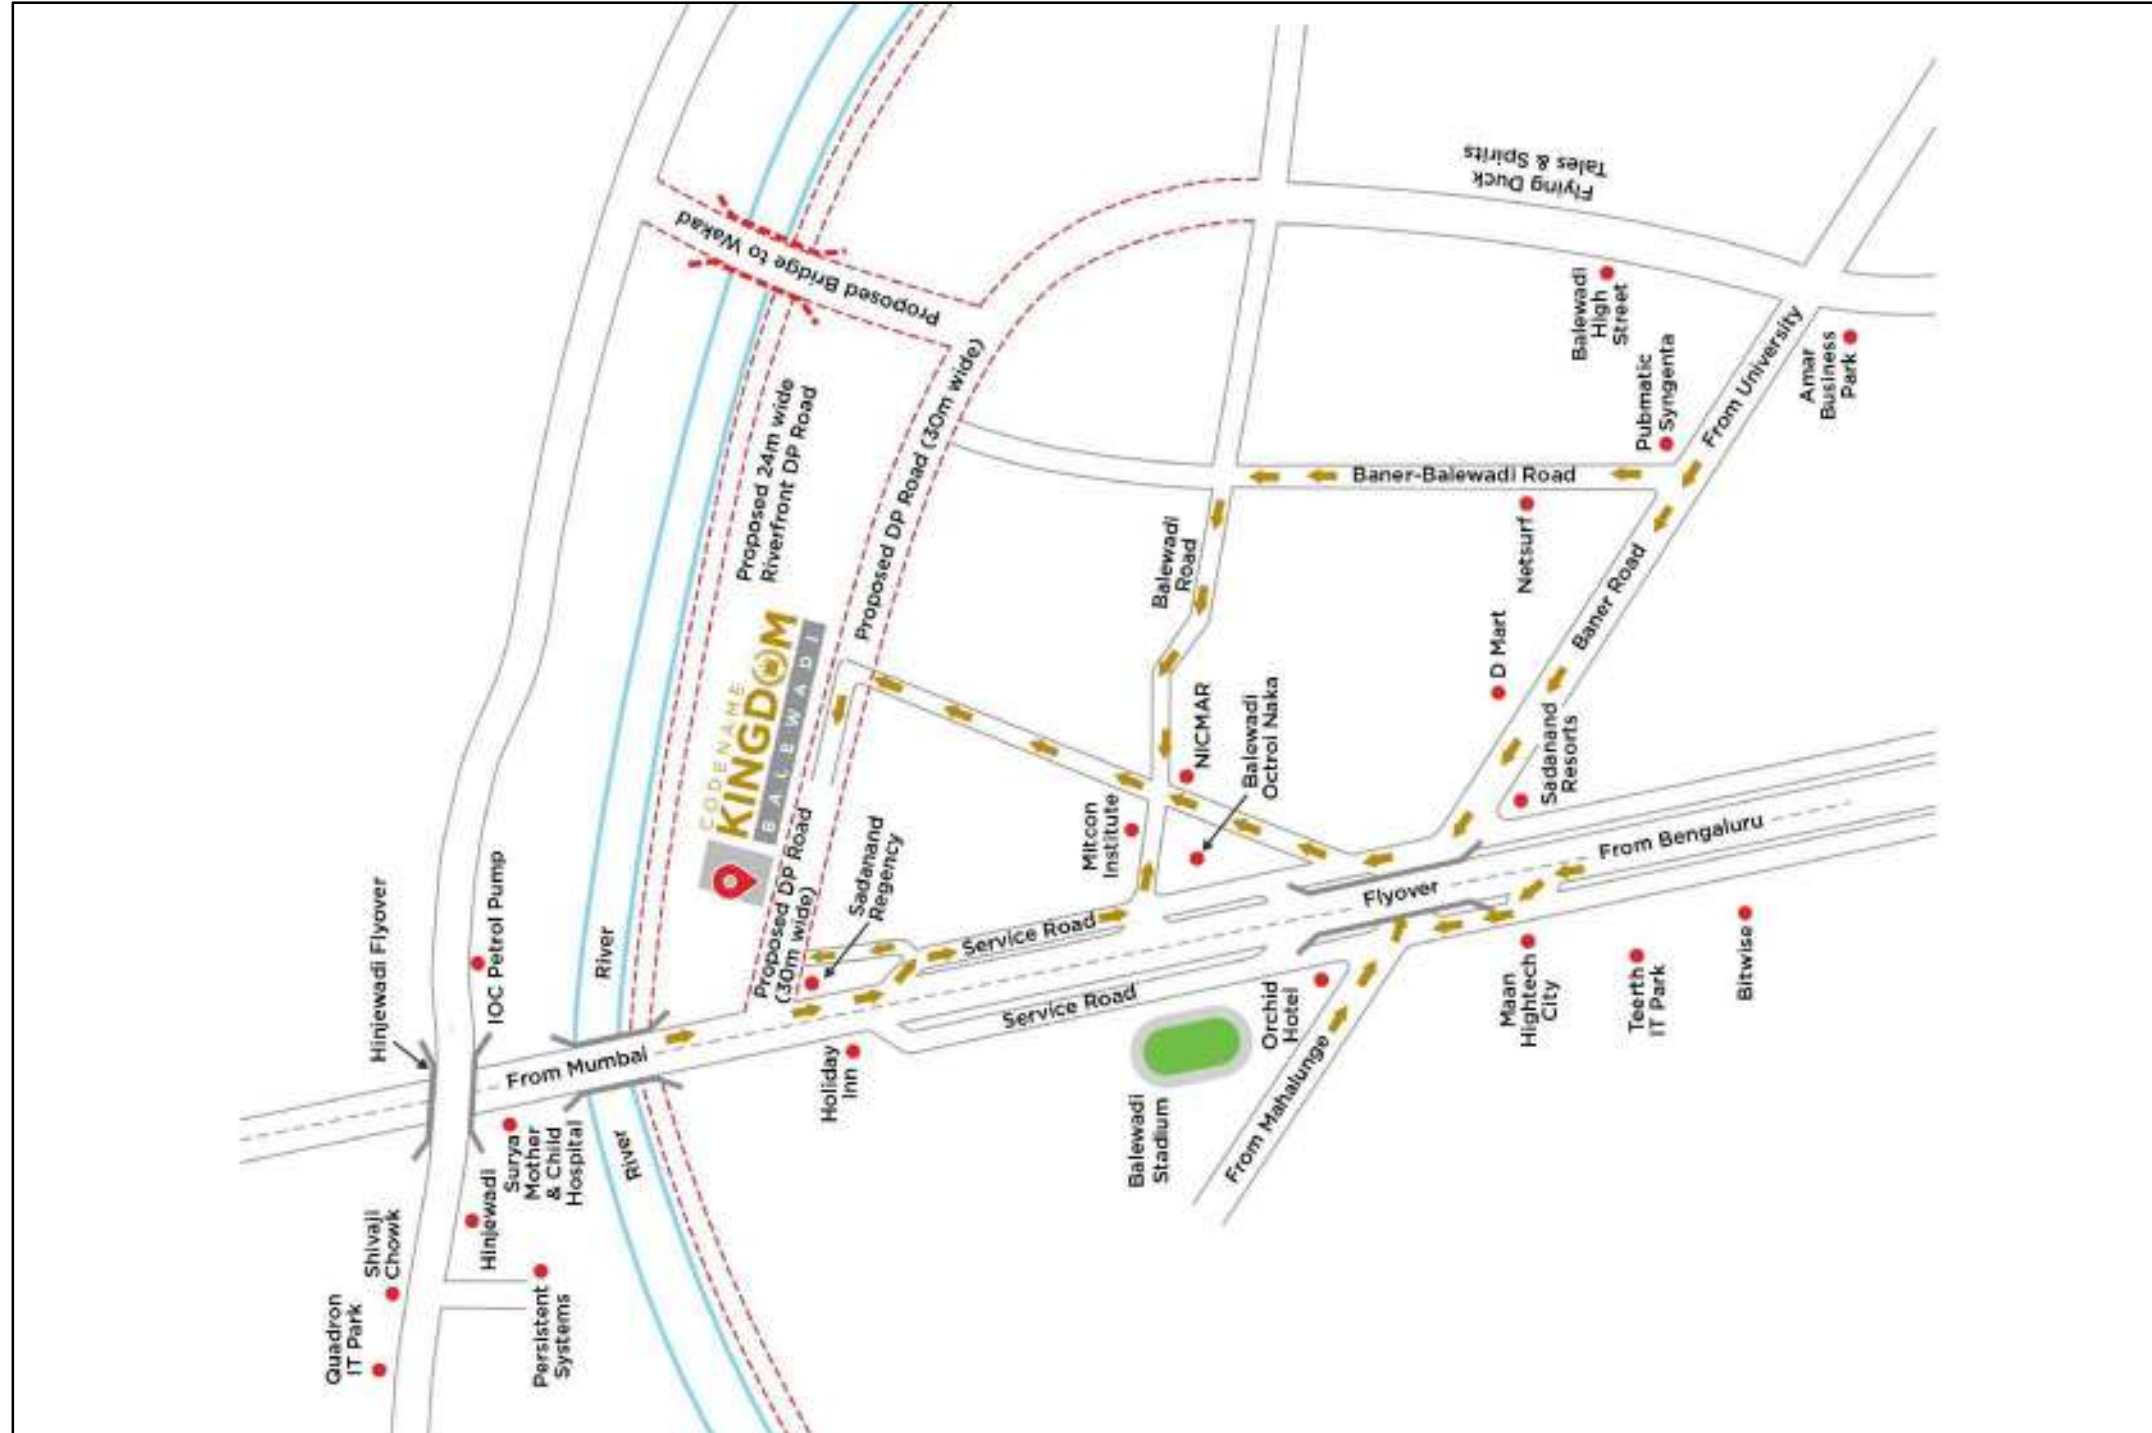 Flying Duck
Tales & Spirits
Proposed Bridge to Wakad
Balewadi
High
Street
Pubmatic
Syngenta
From University
Amar
Business
Park
Proposed 24m wide
Riverfront DP Road
Proposed DP Road (30m wide)
Baner-Balewadi Road
Netsurf
Balewadi
Road
Baner Road
D Mart
CODENAME
KINGDOM
BALEWADI
NICMAR
Balewadi
Octroi Naka
Sadanand
Resorts
Mitcon
Institute
Proposed Dp Road
(30m wide)
Sadanand
Regency
From Bengaluru
Flyover
Hinjewadi Flyover
IOC Petrol Pump
River
Service Road
Service Road
Orchid
Hotel
Maan
Hightech
City
Teerth
IT Park
Bitwise
From Mumbai
Holiday
Inn
Balewadi
Stadium
From Mahalunge
Surya
Mother
& Child
Hospital
River
Hinjewadi
Shivaji
Chowk
Quadron
IT Park
Persistent
Systems